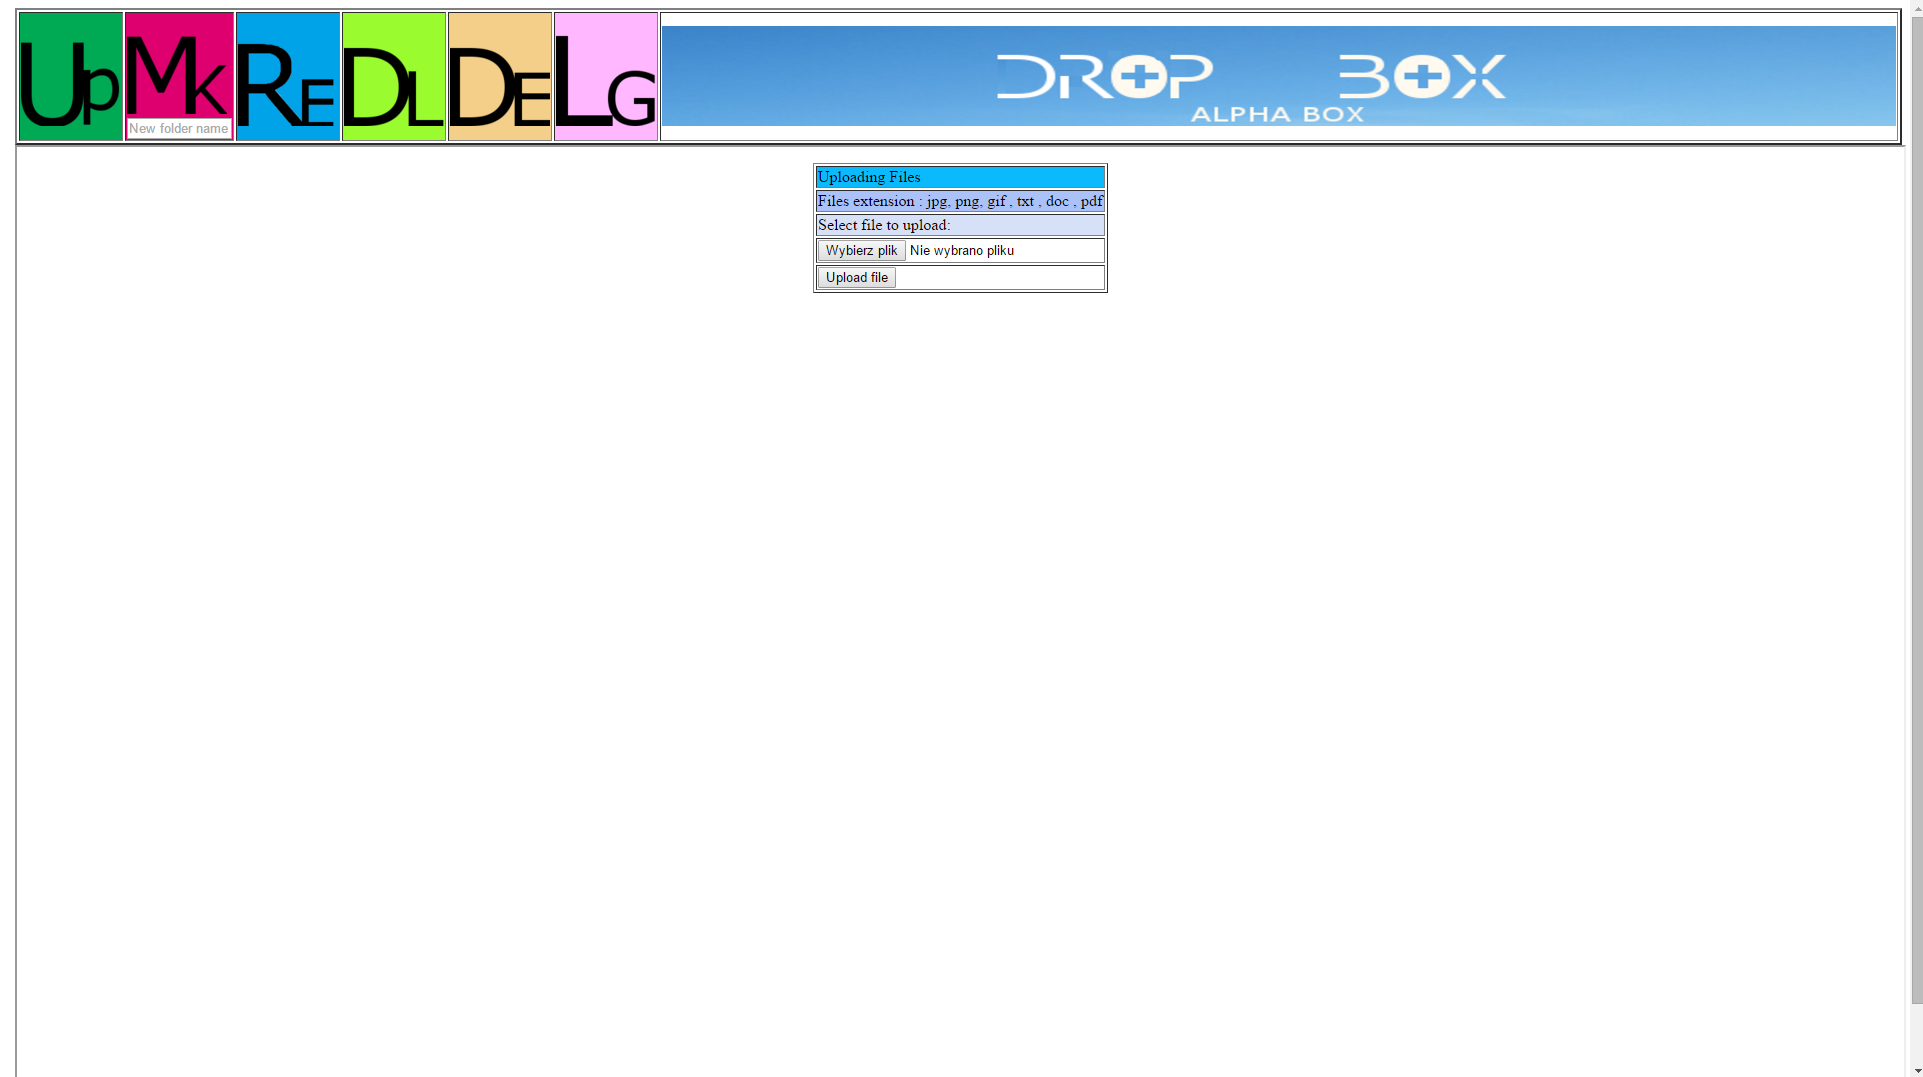 Up
Mk
New folder name
RE
DL
DE
LG
DROP BOX
ALPHA BOX
Uploading Files
Files extension : jpg, png, gif , txt , doc , pdf
Select file to upload:
Wybierz plik Nie wybrano pliku
Upload file